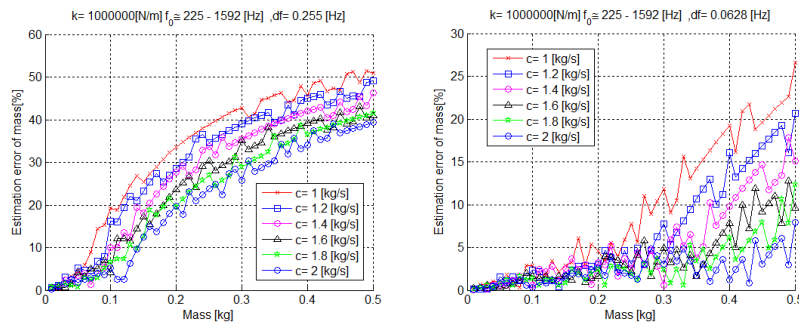 k= 1000000[N/m] f0≅ 225 - 1592 [Hz] ,df= 0.255 [Hz]
Estimation error of mass[%]
60
50
40
30
20
10
0
0
0.1
0.2
0.3
0.4
0.5
Mass [kg]
c= 1 [kg/s]
c= 1.2 [kg/s]
c= 1.4 [kg/s]
c= 1.6 [kg/s]
c= 1.8 [kg/s]
c= 2 [kg/s]
k= 1000000[N/m] f0≅ 225 - 1592 [Hz] ,df= 0.0628 [Hz]
Estimation error of mass[%]
30
25
20
15
10
5
0
0
0.1
0.2
0.3
0.4
0.5
Mass [kg]
c= 1 [kg/s]
c= 1.2 [kg/s]
c= 1.4 [kg/s]
c= 1.6 [kg/s]
c= 1.8 [kg/s]
c= 2 [kg/s]